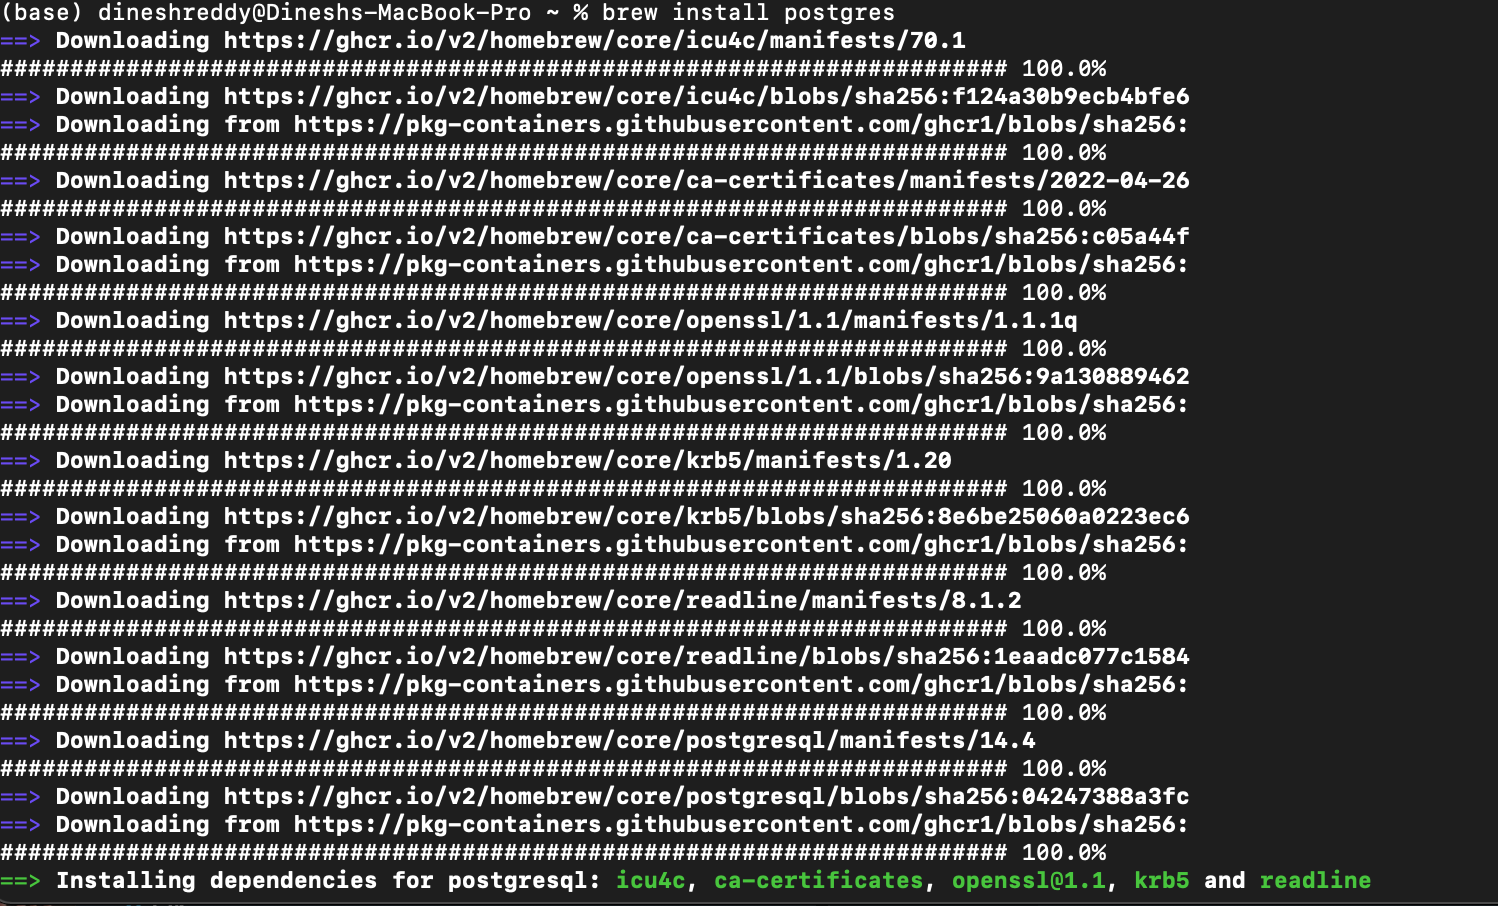 (base) dineshreddy@Dineshs-MacBook-Pro ~ % brew install postgres
==> Downloading https://ghcr.io/v2/homebrew/core/icu4c/manifests/70.1
######################################################################## 100.0%
==> Downloading https://ghcr.io/v2/homebrew/core/icu4c/blobs/sha256:f124a30b9ecb4bfe6
==> Downloading from https://pkg-containers.githubusercontent.com/ghcr1/blobs/sha256:
######################################################################## 100.0%
==> Downloading https://ghcr.io/v2/homebrew/core/ca-certificates/manifests/2022-04-26
######################################################################## 100.0%
==> Downloading https://ghcr.io/v2/homebrew/core/ca-certificates/blobs/sha256:c05a44f
==> Downloading from https://pkg-containers.githubusercontent.com/ghcr1/blobs/sha256:
######################################################################## 100.0%
==> Downloading https://ghcr.io/v2/homebrew/core/openssl/1.1/manifests/1.1.1q
######################################################################## 100.0%
==> Downloading https://ghcr.io/v2/homebrew/core/openssl/1.1/blobs/sha256:9a130889462
==> Downloading from https://pkg-containers.githubusercontent.com/ghcr1/blobs/sha256:
######################################################################## 100.0%
==> Downloading https://ghcr.io/v2/homebrew/core/krb5/manifests/1.20
######################################################################## 100.0%
==> Downloading https://ghcr.io/v2/homebrew/core/krb5/blobs/sha256:8e6be25060a0223ec6
==> Downloading from https://pkg-containers.githubusercontent.com/ghcr1/blobs/sha256:
######################################################################## 100.0%
==> Downloading https://ghcr.io/v2/homebrew/core/readline/manifests/8.1.2
######################################################################## 100.0%
==> Downloading https://ghcr.io/v2/homebrew/core/readline/blobs/sha256:1eaadc077c1584
==> Downloading from https://pkg-containers.githubusercontent.com/ghcr1/blobs/sha256:
######################################################################## 100.0%
==> Downloading https://ghcr.io/v2/homebrew/core/postgresql/manifests/14.4
######################################################################## 100.0%
==> Downloading https://ghcr.io/v2/homebrew/core/postgresql/blobs/sha256:04247388a3fc
==> Downloading from https://pkg-containers.githubusercontent.com/ghcr1/blobs/sha256:
######################################################################## 100.0%
==> Installing dependencies for postgresql: icu4c, ca-certificates, openssl@1.1, krb5 and readline